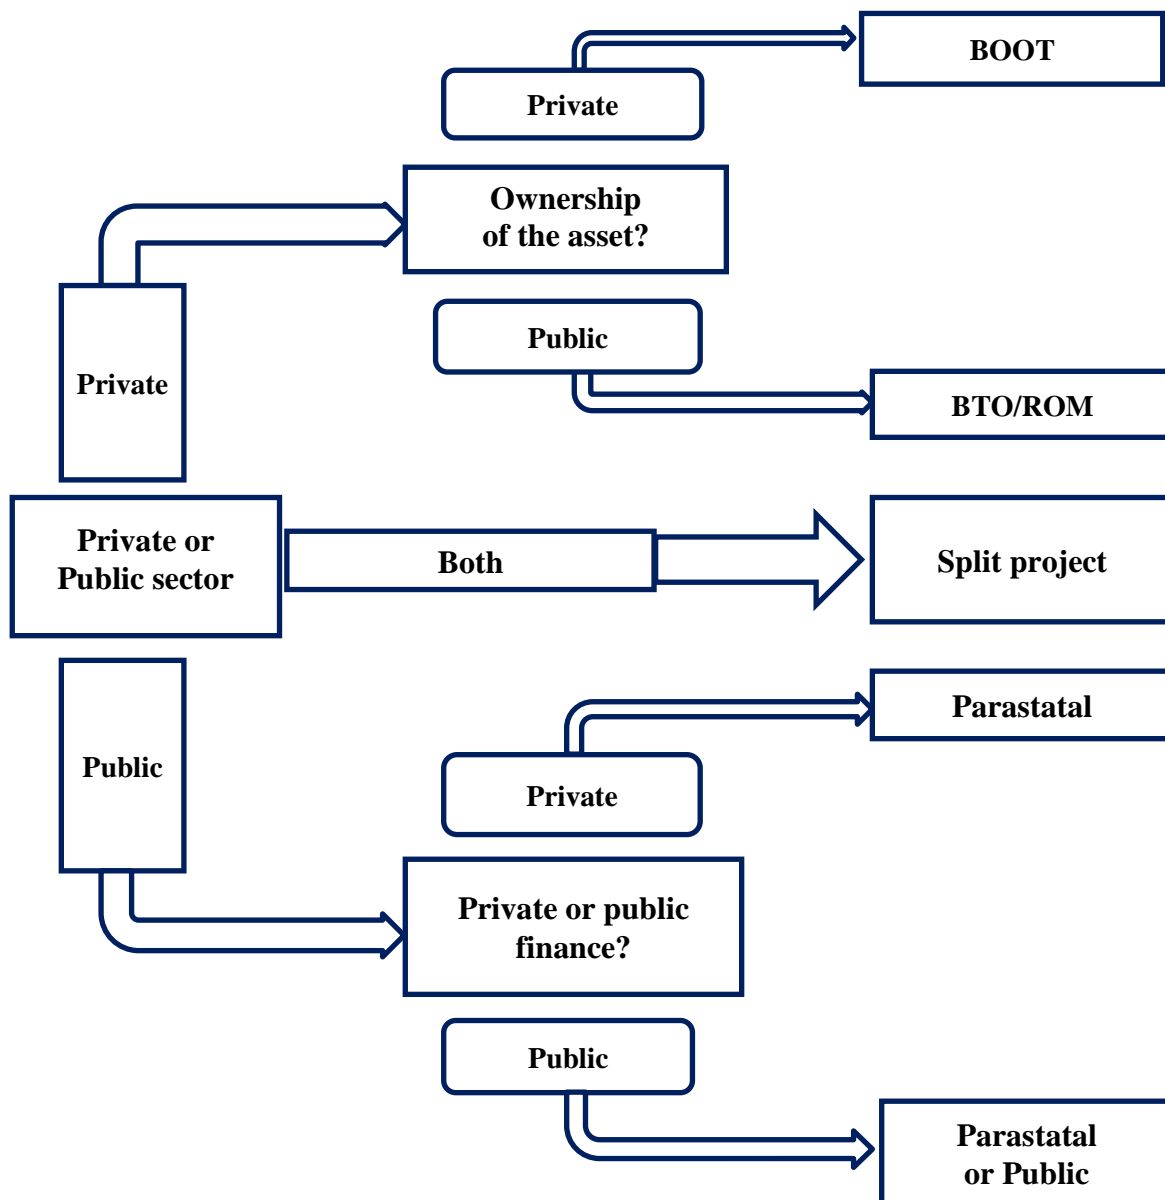 BOOT
Private
Ownership
of the asset?
Public
Private
BTO/ROM
Private or
Public sector
Both
Split project
Parastatal
Public
Private
Private or public
finance?
Public
Parastatal
or Public